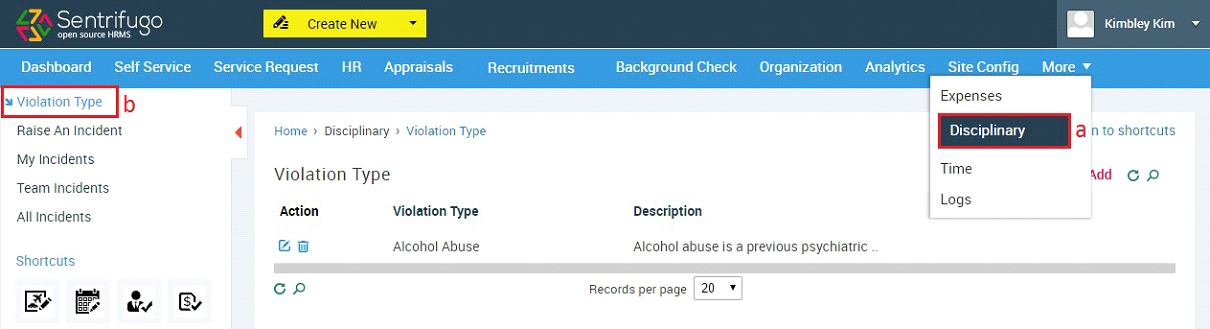 Sentrifugo
open source HRMS
Create New
Kimbley Kim
Dashboard Self Service Service Request HR Appraisals Recruitments Background Check Organization Analytics Site Config More
Violation Type b
Raise An Incident
My Incidents
Team Incidents
All Incidents
Shortcuts
Expenses
Disciplinary a
Time
Logs
Home › Disciplinary › Violation Type
n to shortcuts
Violation Type
Add
Action Violation Type Description
Alcohol Abuse Alcohol abuse is a previous psychiatric ..
Records per page 20